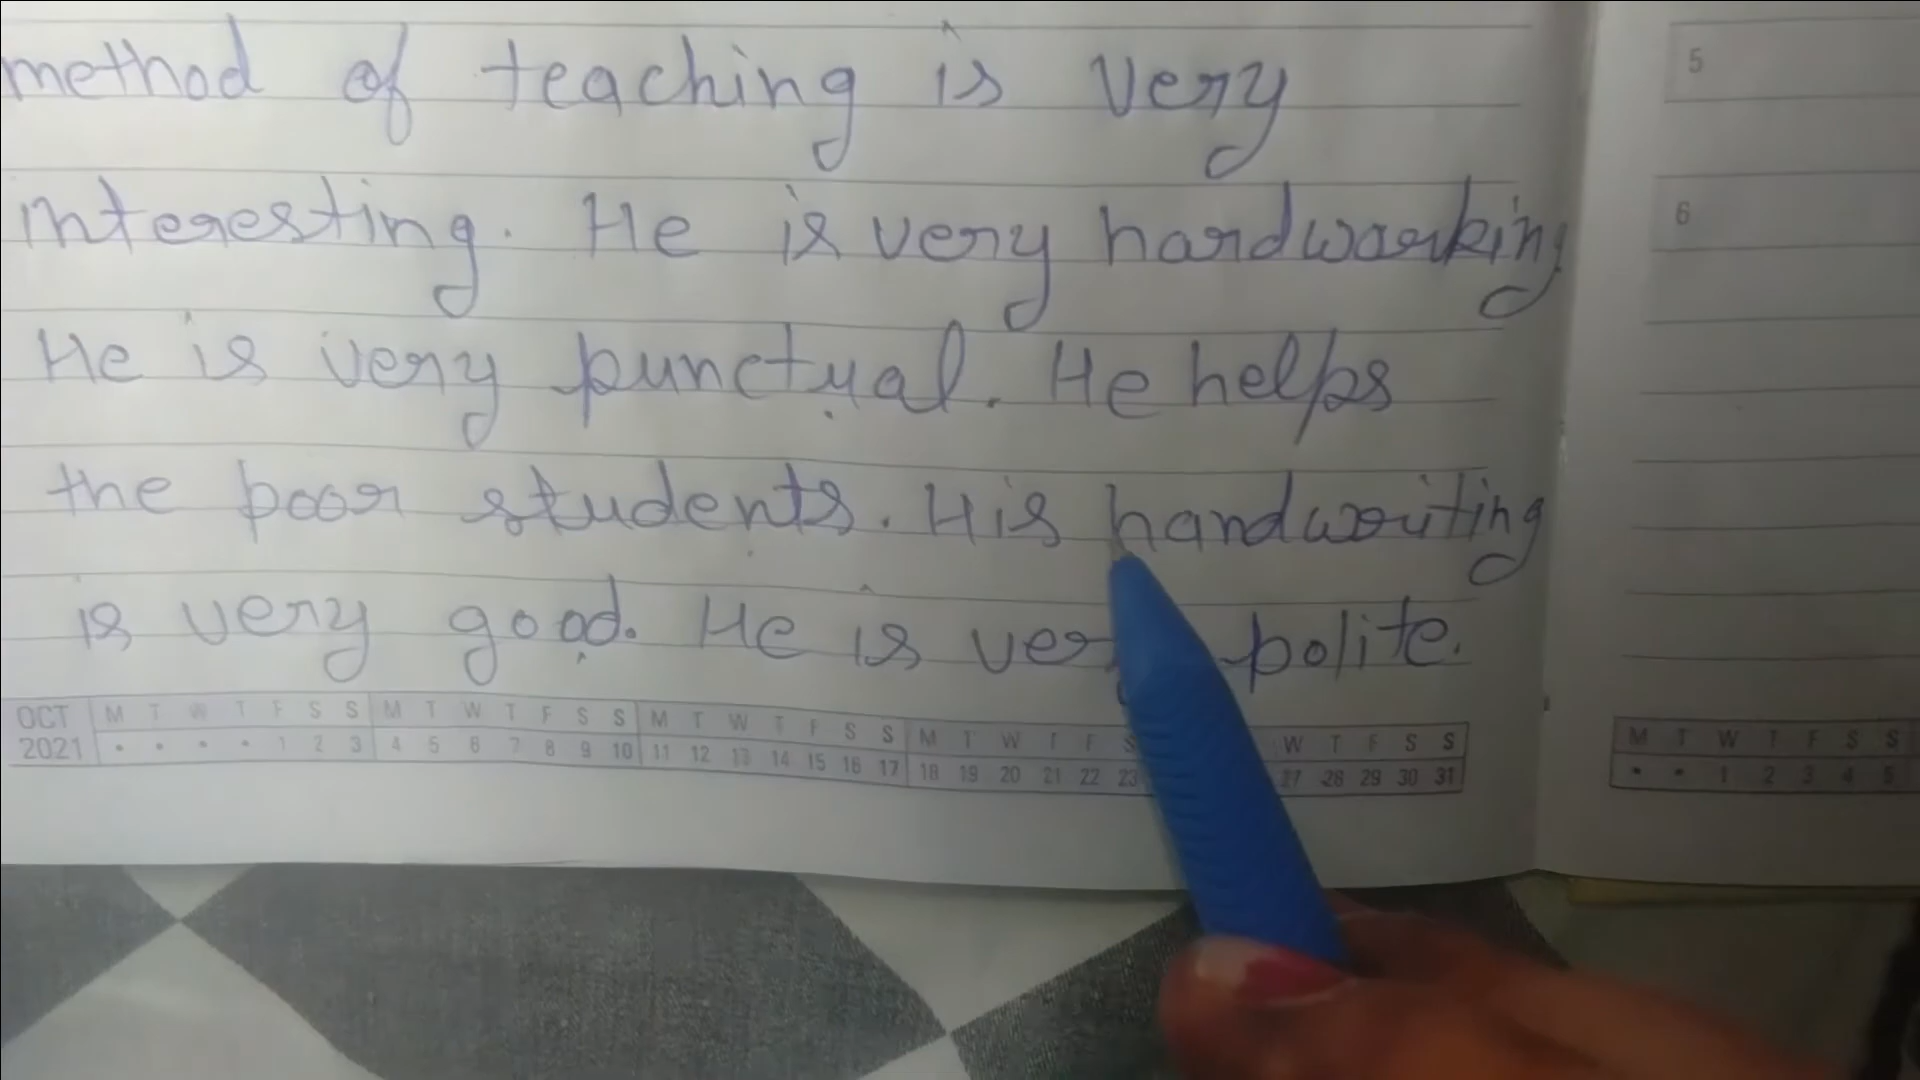 method of teaching is very
interesting. He is very hardworking
He is very punctual. He helps
the poor students. His handwriting
is very good. He is very polite.
OCT M T W T F S S M T W T F S S M T W T F S S M T W T F S W T F S S
2021 • • • • 1 2 3 4 5 6 7 8 9 10 11 12 13 14 15 16 17 18 19 20 21 22 23 27 28 29 30 31
5
6
M T W T F S S
• • 1 2 3 4 5